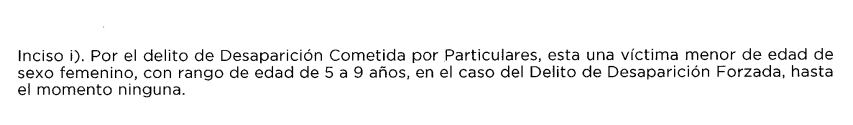 Inciso i). Por el delito de Desaparición Cometida por Particulares, esta una víctima menor de edad de
sexo femenino, con rango de edad de 5 a 9 años, en el caso del Delito de Desaparición Forzada, hasta
el momento ninguna.